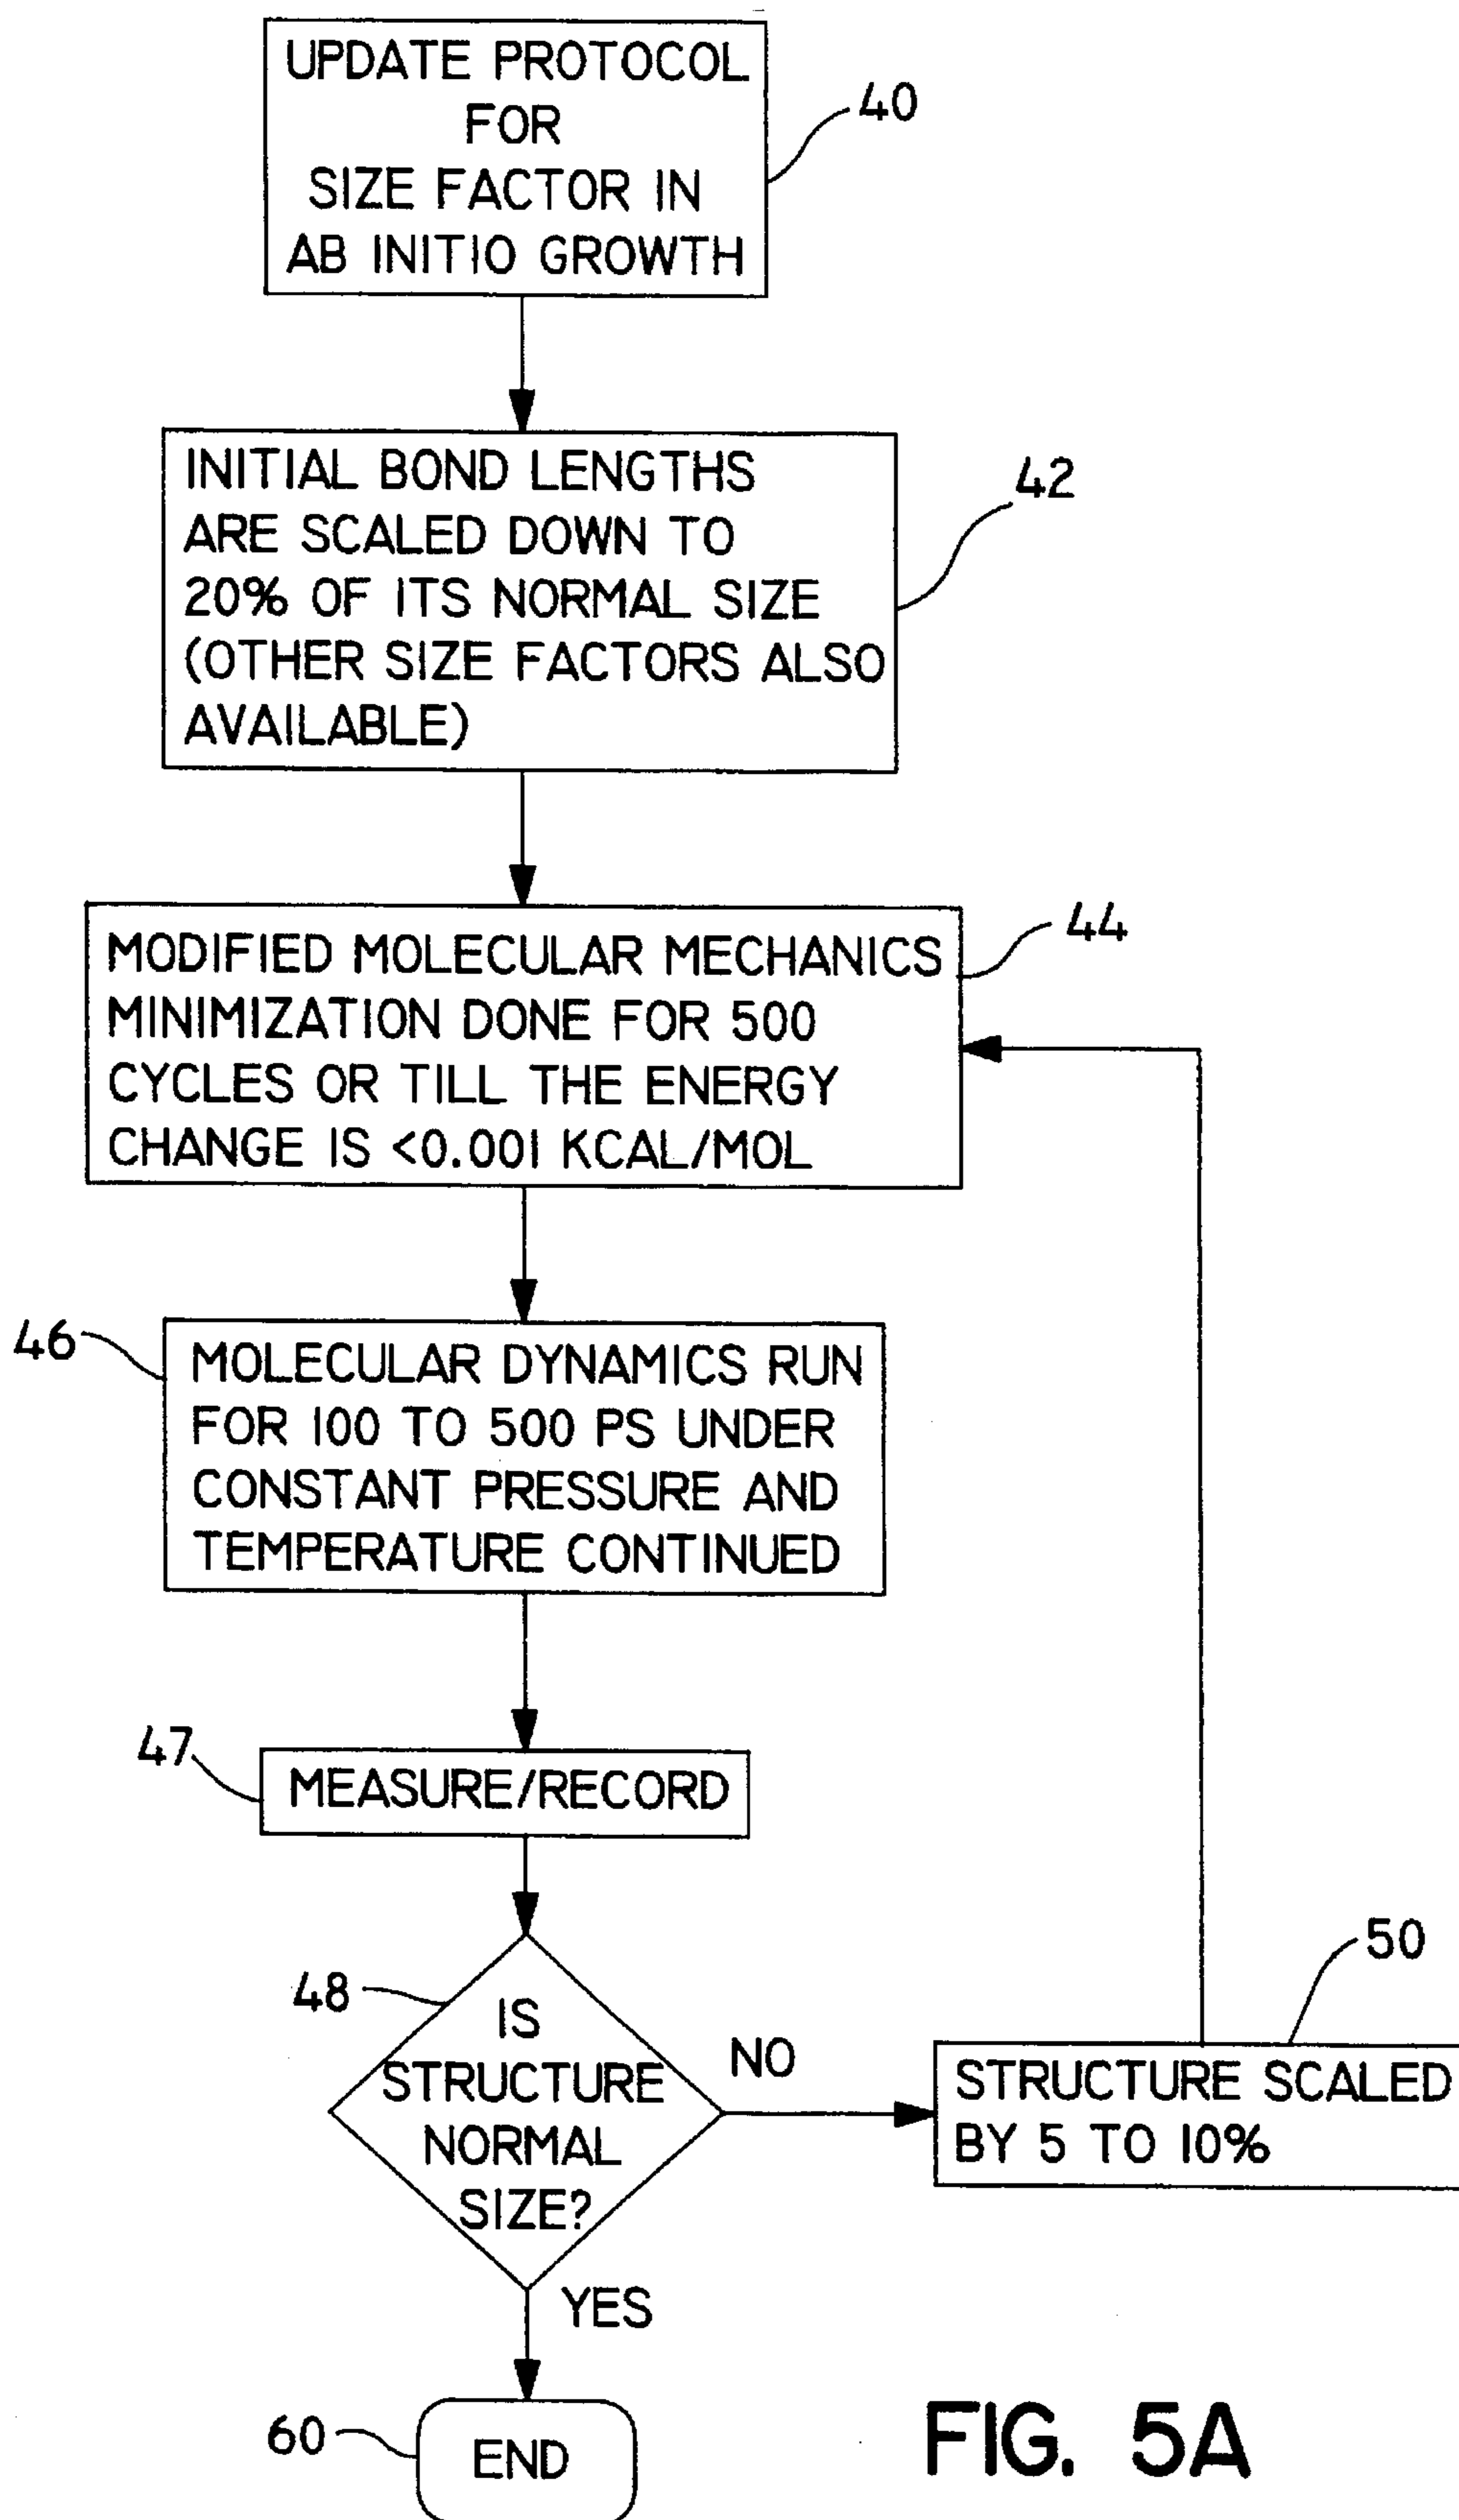 UPDATE PROTOCOL
FOR
SIZE FACTOR IN
AB INITIO GROWTH
40
INITIAL BOND LENGTHS
ARE SCALED DOWN TO
20% OF ITS NORMAL SIZE
(OTHER SIZE FACTORS ALSO
AVAILABLE)
42
MODIFIED MOLECULAR MECHANICS
MINIMIZATION DONE FOR 500
CYCLES OR TILL THE ENERGY
CHANGE IS <0.001 KCAL/MOL
44
46
MOLECULAR DYNAMICS RUN
FOR 100 TO 500 PS UNDER
CONSTANT PRESSURE AND
TEMPERATURE CONTINUED
47
MEASURE/RECORD
48
IS
STRUCTURE
NORMAL
SIZE?
NO
50
STRUCTURE SCALED
BY 5 TO 10%
YES
60
END
FIG. 5A